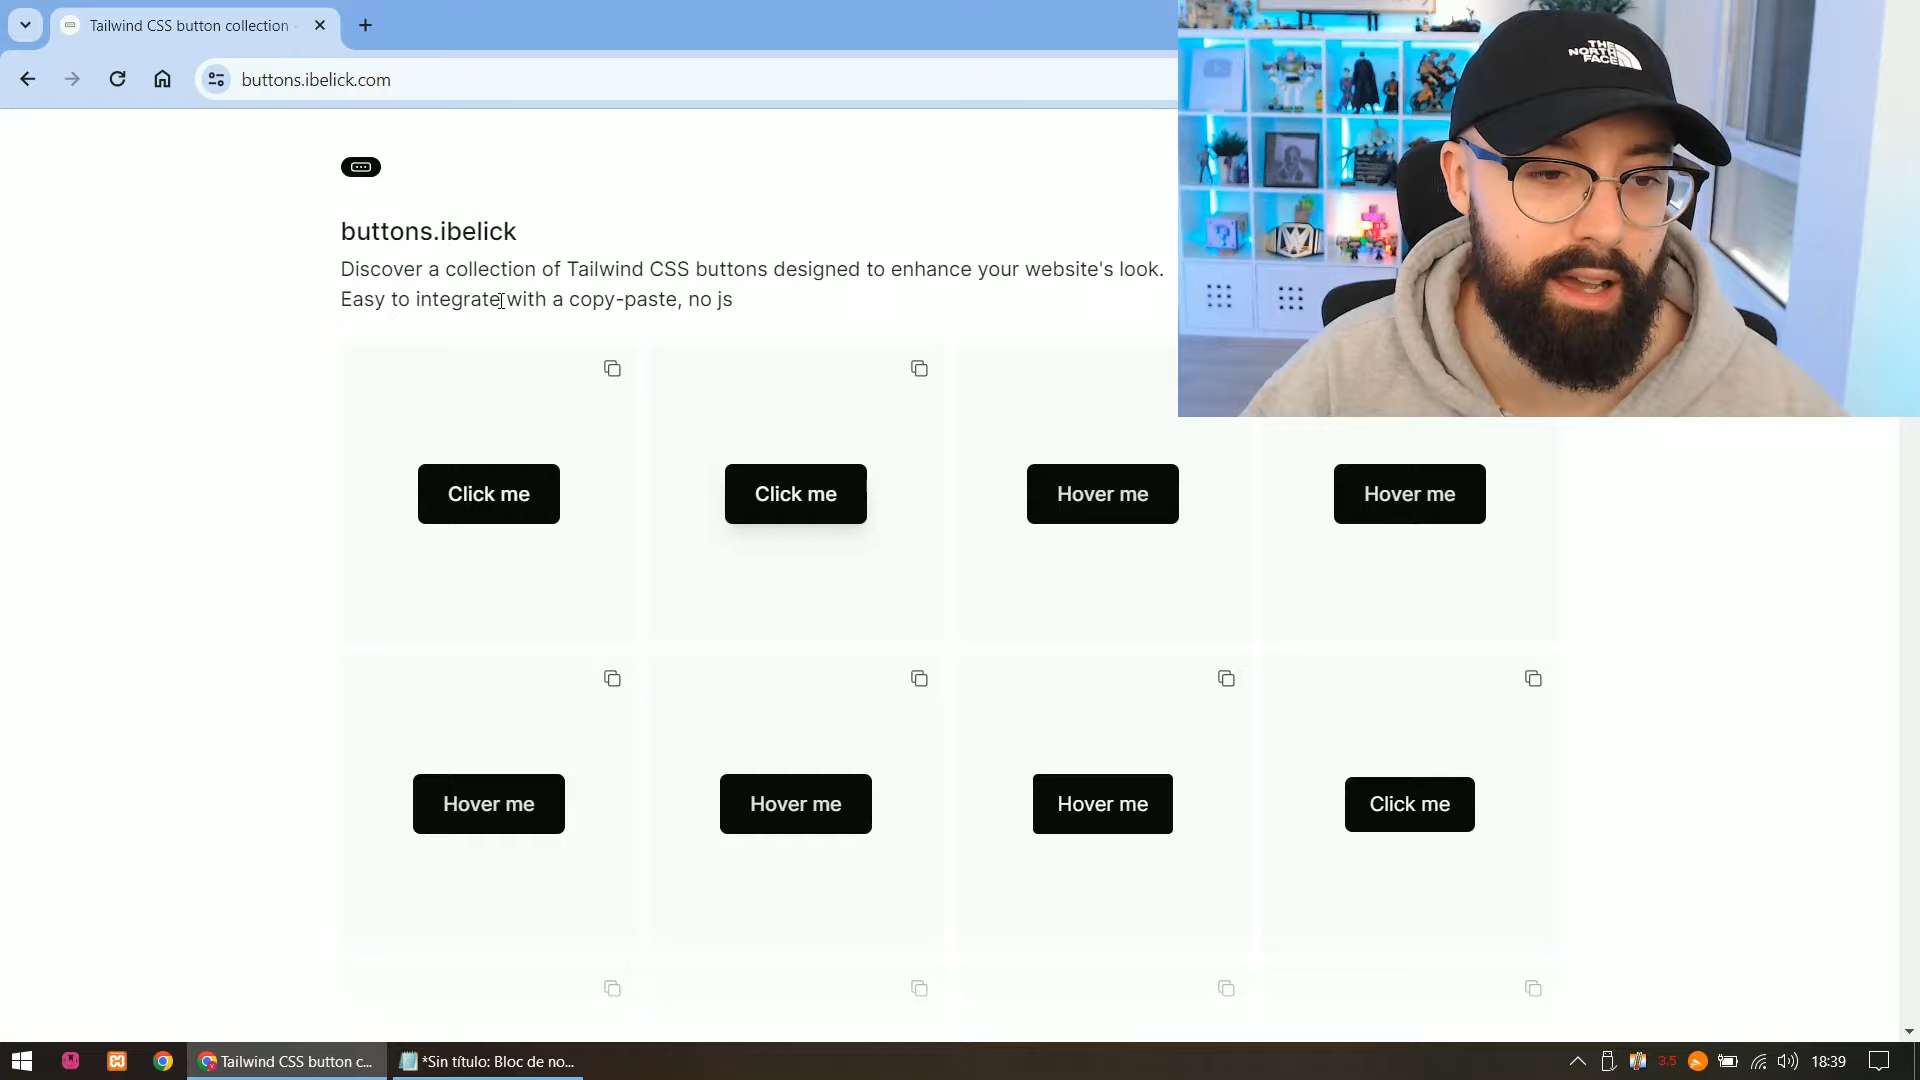 Tailwind CSS button collection
buttons.ibelick.com
THE
NORTH
FACE
buttons.ibelick
Discover a collection of Tailwind CSS buttons designed to enhance your website's look.
Easy to integrate with a copy-paste, no js
Click me
Click me
Hover me
Hover me
Hover me
Hover me
Hover me
Click me
Tailwind CSS button c...
*Sin título: Bloc de no...
3.5
18:39